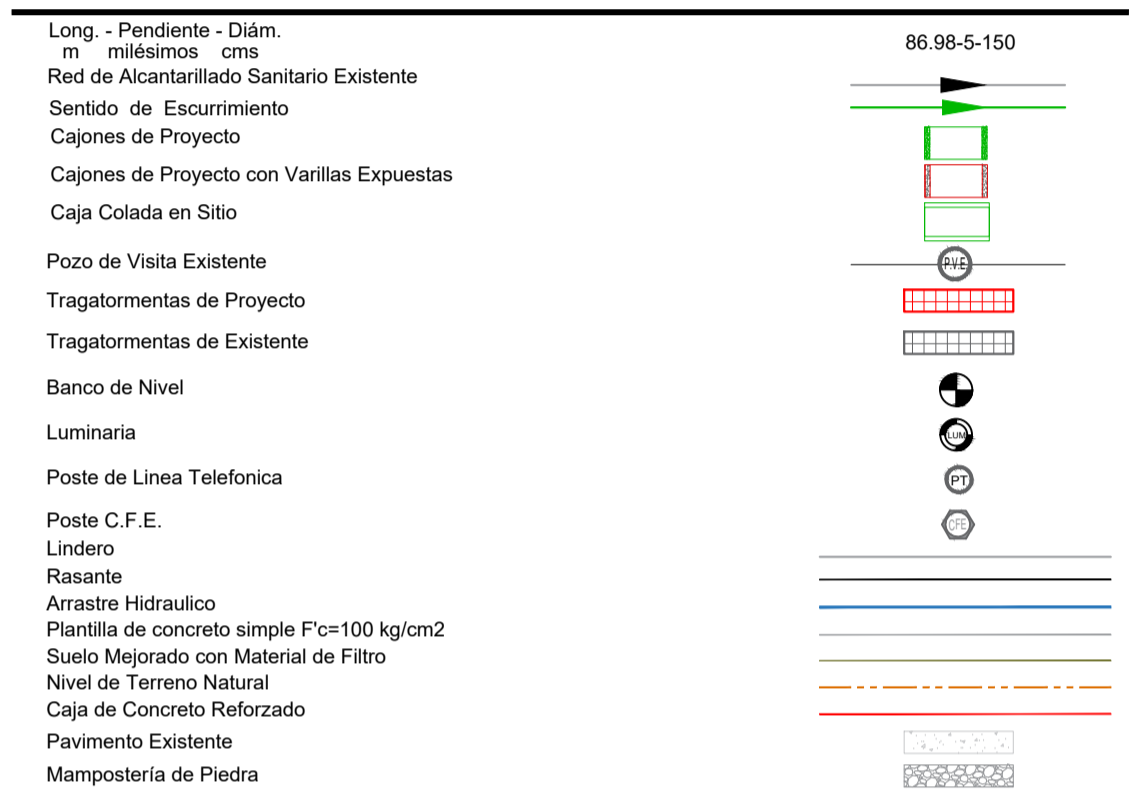 Long. - Pendiente - Diám.
m milésimos cms
86.98-5-150
Red de Alcantarillado Sanitario Existente
Sentido de Escurrimiento
Cajones de Proyecto
Cajones de Proyecto con Varillas Expuestas
Caja Colada en Sitio
Pozo de Visita Existente
P.V.E
Tragatormentas de Proyecto
Tragatormentas de Existente
Banco de Nivel
Luminaria
LUM
Poste de Linea Telefonica
PT
Poste C.F.E.
CFE
Lindero
Rasante
Arrastre Hidraulico
Plantilla de concreto simple F'c=100 kg/cm2
Suelo Mejorado con Material de Filtro
Nivel de Terreno Natural
Caja de Concreto Reforzado
Pavimento Existente
Mampostería de Piedra